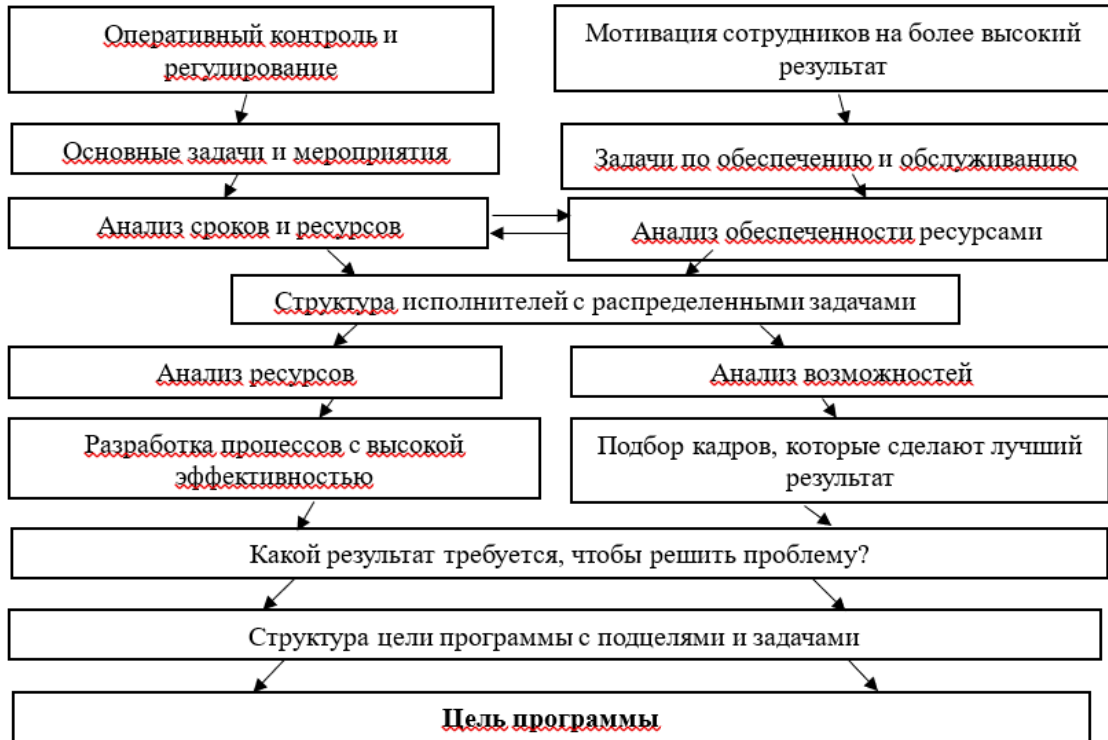 Оперативный контроль и
регулирование
Мотивация сотрудников на более высокий
результат
Основные задачи и мероприятия
Задачи по обеспечению и обслуживанию
Анализ сроков и ресурсов
Анализ обеспеченности ресурсами
Структура исполнителей с распределенными задачами
Анализ ресурсов
Анализ возможностей
Разработка процессов с высокой
эффективностью
Подбор кадров, которые сделают лучший
результат
Какой результат требуется, чтобы решить проблему?
Структура цели программы с подцелями и задачами
Цель программы